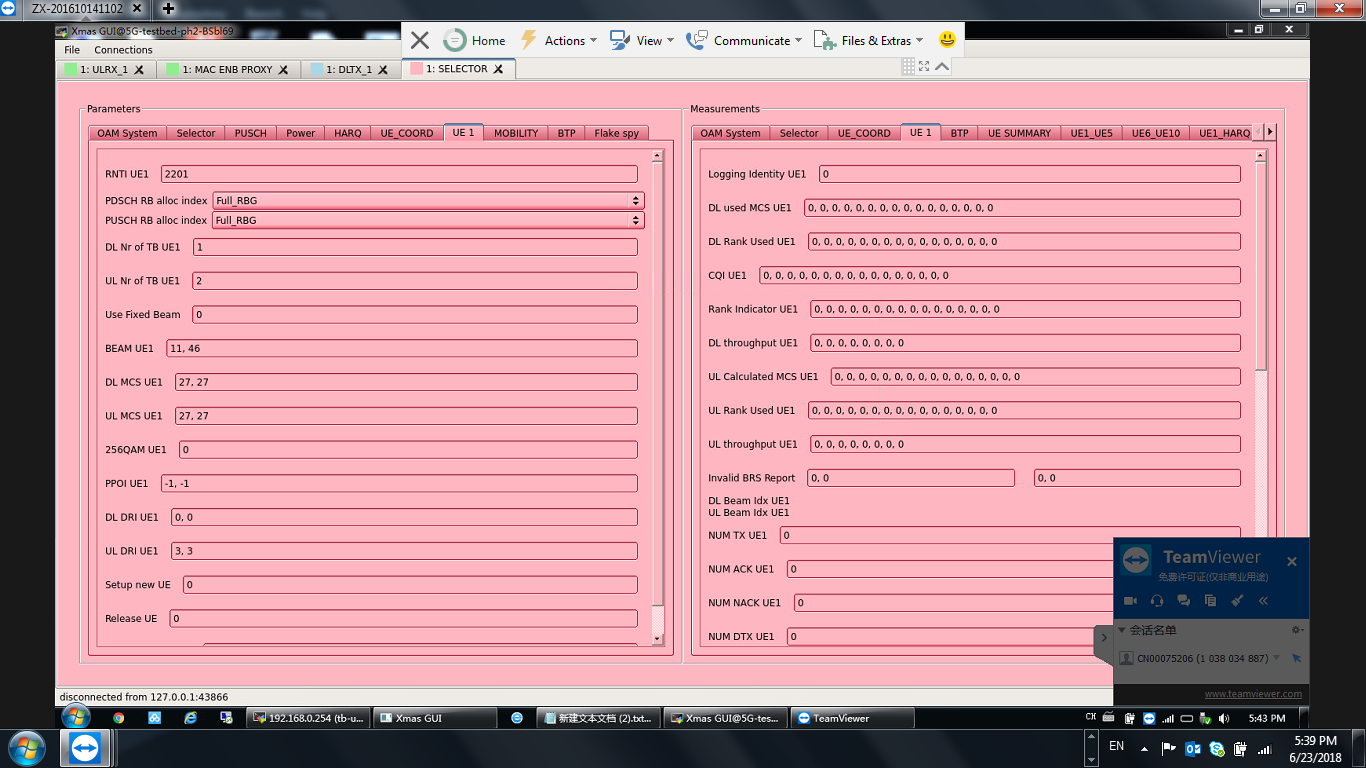 ZX-201610141102
Xmas GUI@5G-testbed-ph2-BSbl69
Home
Actions
View
Communicate
Files & Extras
File
Connections
1: ULRX_1
1: MAC ENB PROXY
1: DLTX_1
1: SELECTOR
Parameters
OAM System
Selector
PUSCH
Power
HARQ
UE_COORD
UE 1
MOBILITY
BTP
Flake spy
RNTI UE1
2201
PDSCH RB alloc index
Full_RBG
PUSCH RB alloc index
Full_RBG
DL Nr of TB UE1
1
UL Nr of TB UE1
2
Use Fixed Beam
0
BEAM UE1
11, 46
DL MCS UE1
27, 27
UL MCS UE1
27, 27
256QAM UE1
0
PPOI UE1
-1, -1
DL DRI UE1
0, 0
UL DRI UE1
3, 3
Setup new UE
0
Release UE
0
Measurements
OAM System
Selector
UE_COORD
UE 1
BTP
UE SUMMARY
UE1_UE5
UE6_UE10
UE1_HARQ
Logging Identity UE1
0
DL used MCS UE1
0, 0, 0, 0, 0, 0, 0, 0, 0, 0, 0, 0, 0, 0, 0, 0
DL Rank Used UE1
0, 0, 0, 0, 0, 0, 0, 0, 0, 0, 0, 0, 0, 0, 0, 0
CQI UE1
0, 0, 0, 0, 0, 0, 0, 0, 0, 0, 0, 0, 0, 0, 0, 0
Rank Indicator UE1
0, 0, 0, 0, 0, 0, 0, 0, 0, 0, 0, 0, 0, 0, 0, 0
DL throughput UE1
0, 0, 0, 0, 0, 0, 0, 0
UL Calculated MCS UE1
0, 0, 0, 0, 0, 0, 0, 0, 0, 0, 0, 0, 0, 0, 0, 0
UL Rank Used UE1
0, 0, 0, 0, 0, 0, 0, 0, 0, 0, 0, 0, 0, 0, 0, 0
UL throughput UE1
0, 0, 0, 0, 0, 0, 0, 0
Invalid BRS Report
0, 0
0, 0
DL Beam Idx UE1
UL Beam Idx UE1
NUM TX UE1
0
NUM ACK UE1
0
NUM NACK UE1
0
NUM DTX UE1
0
TeamViewer
免费许可证(仅非商业用途)
会话名单
CN00075206 (1 038 034 887)
www.teamviewer.com
disconnected from 127.0.0.1:43866
192.168.0.254 (tb-u...
Xmas GUI
新建文本文档 (2).txt...
Xmas GUI@5G-tes...
TeamViewer
CH
5:43 PM
EN
5:39 PM
6/23/2018